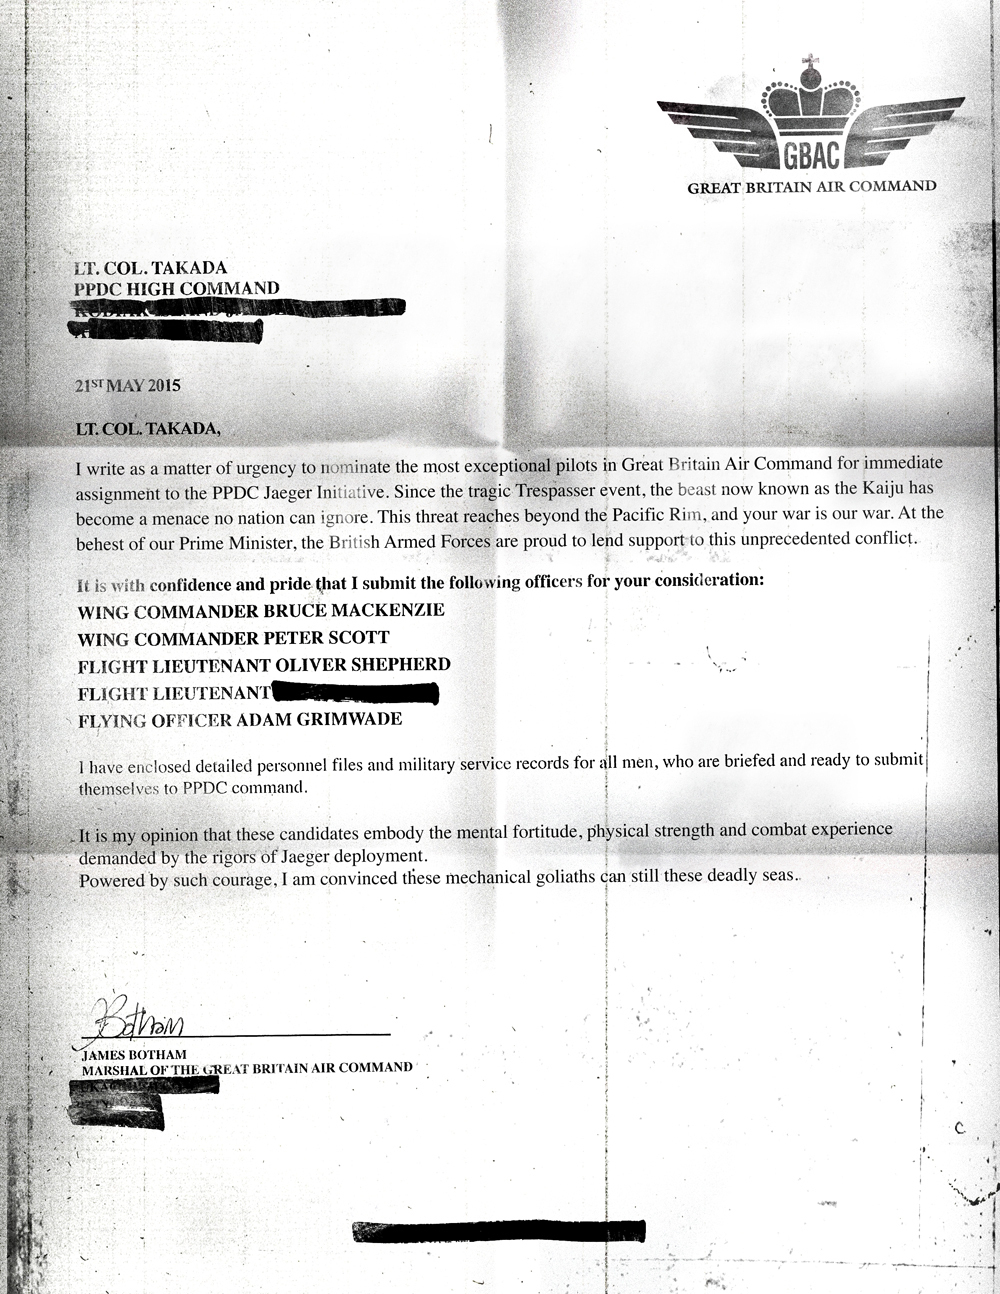 GBAC
GREAT BRITAIN AIR COMMAND
LT. COL. TAKADA
PPDC HIGH COMMAND
21ST MAY 2015
LT. COL. TAKADA,
I write as a matter of urgency to nominate the most exceptional pilots in Great Britain Air Command for immediate
assignment to the PPDC Jaeger Initiative. Since the tragic Trespasser event, the beast now known as the Kaiju has
become a menace no nation can ignore. This threat reaches beyond the Pacific Rim, and your war is our war. At the
behest of our Prime Minister, the British Armed Forces are proud to lend support to this unprecedented conflict.
It is with confidence and pride that I submit the following officers for your consideration:
WING COMMANDER BRUCE MACKENZIE
WING COMMANDER PETER SCOTT
FLIGHT LIEUTENANT OLIVER SHEPHERD
FLIGHT LIEUTENANT
FLYING OFFICER ADAM GRIMWADE
I have enclosed detailed personnel files and military service records for all men, who are briefed and ready to submit
themselves to PPDC command.
It is my opinion that these candidates embody the mental fortitude, physical strength and combat experience
demanded by the rigors of Jaeger deployment.
Powered by such courage, I am convinced these mechanical goliaths can still these deadly seas.
Botham
JAMES BOTHAM
MARSHAL OF THE GREAT BRITAIN AIR COMMAND